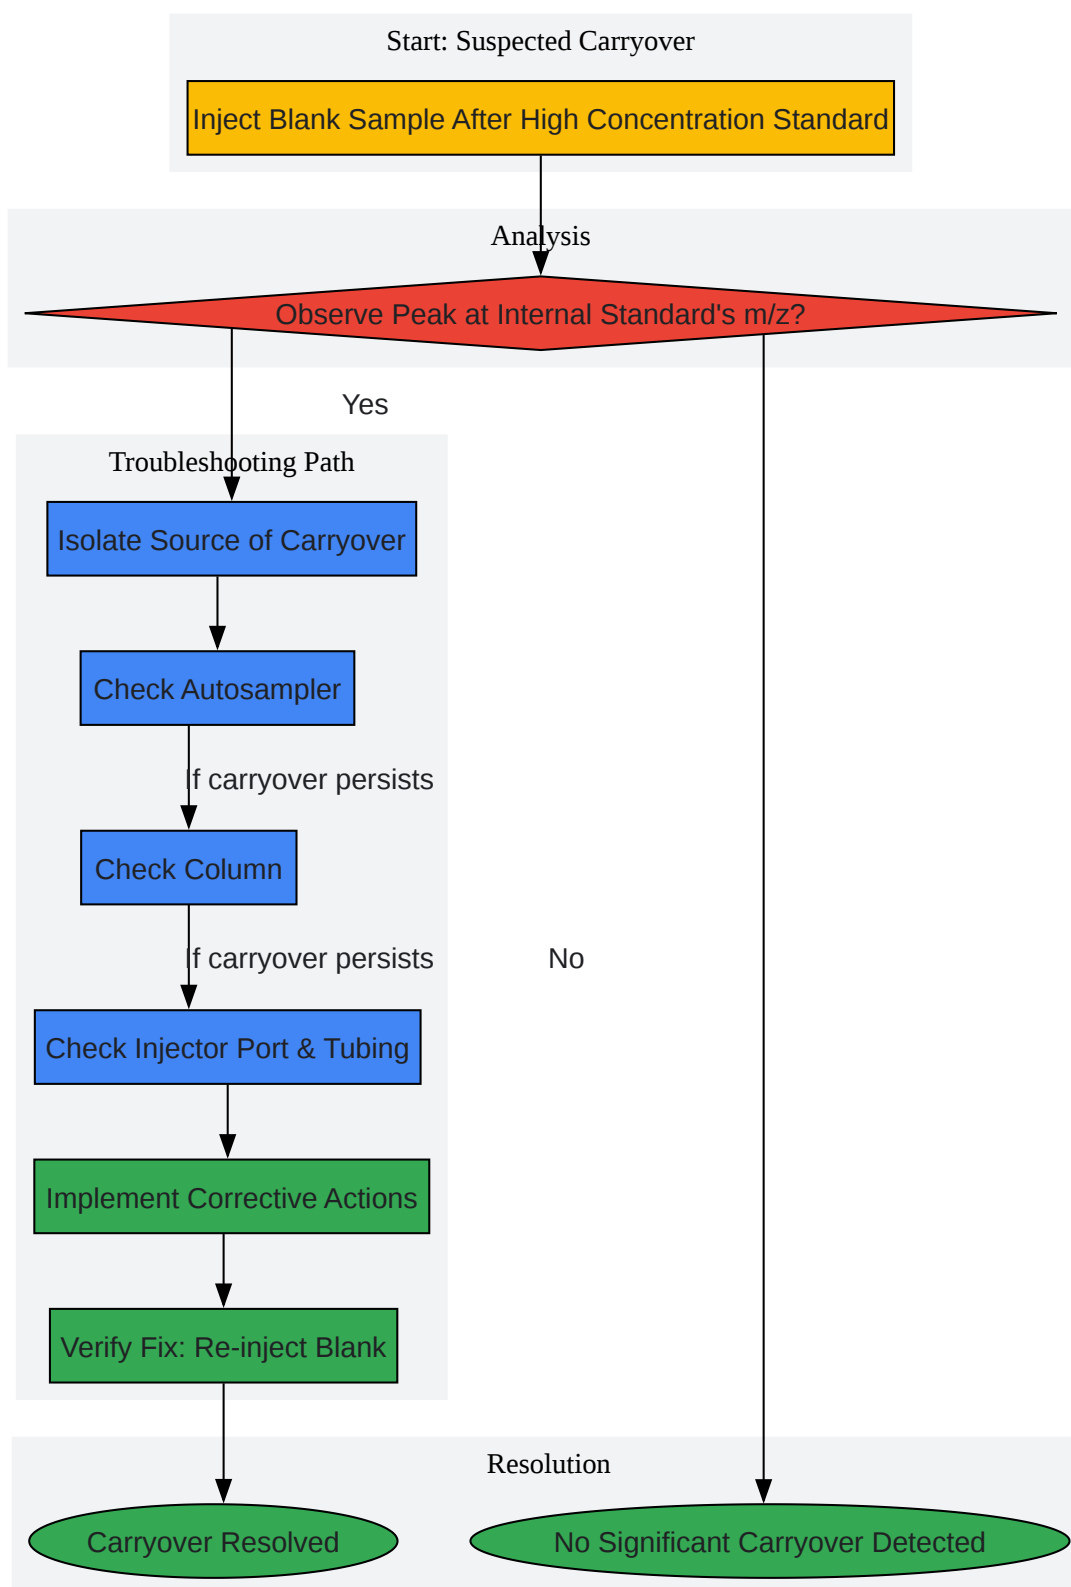 Start: Suspected Carryover
Inject Blank Sample After High Concentration Standard
Analysis
Observe Peak at Internal Standard's m/z?
Yes
Troubleshooting Path
Isolate Source of Carryover
Check Autosampler
If carryover persists
Check Column
If carryover persists
No
Check Injector Port & Tubing
Implement Corrective Actions
Verify Fix: Re-inject Blank
Resolution
Carryover Resolved
No Significant Carryover Detected